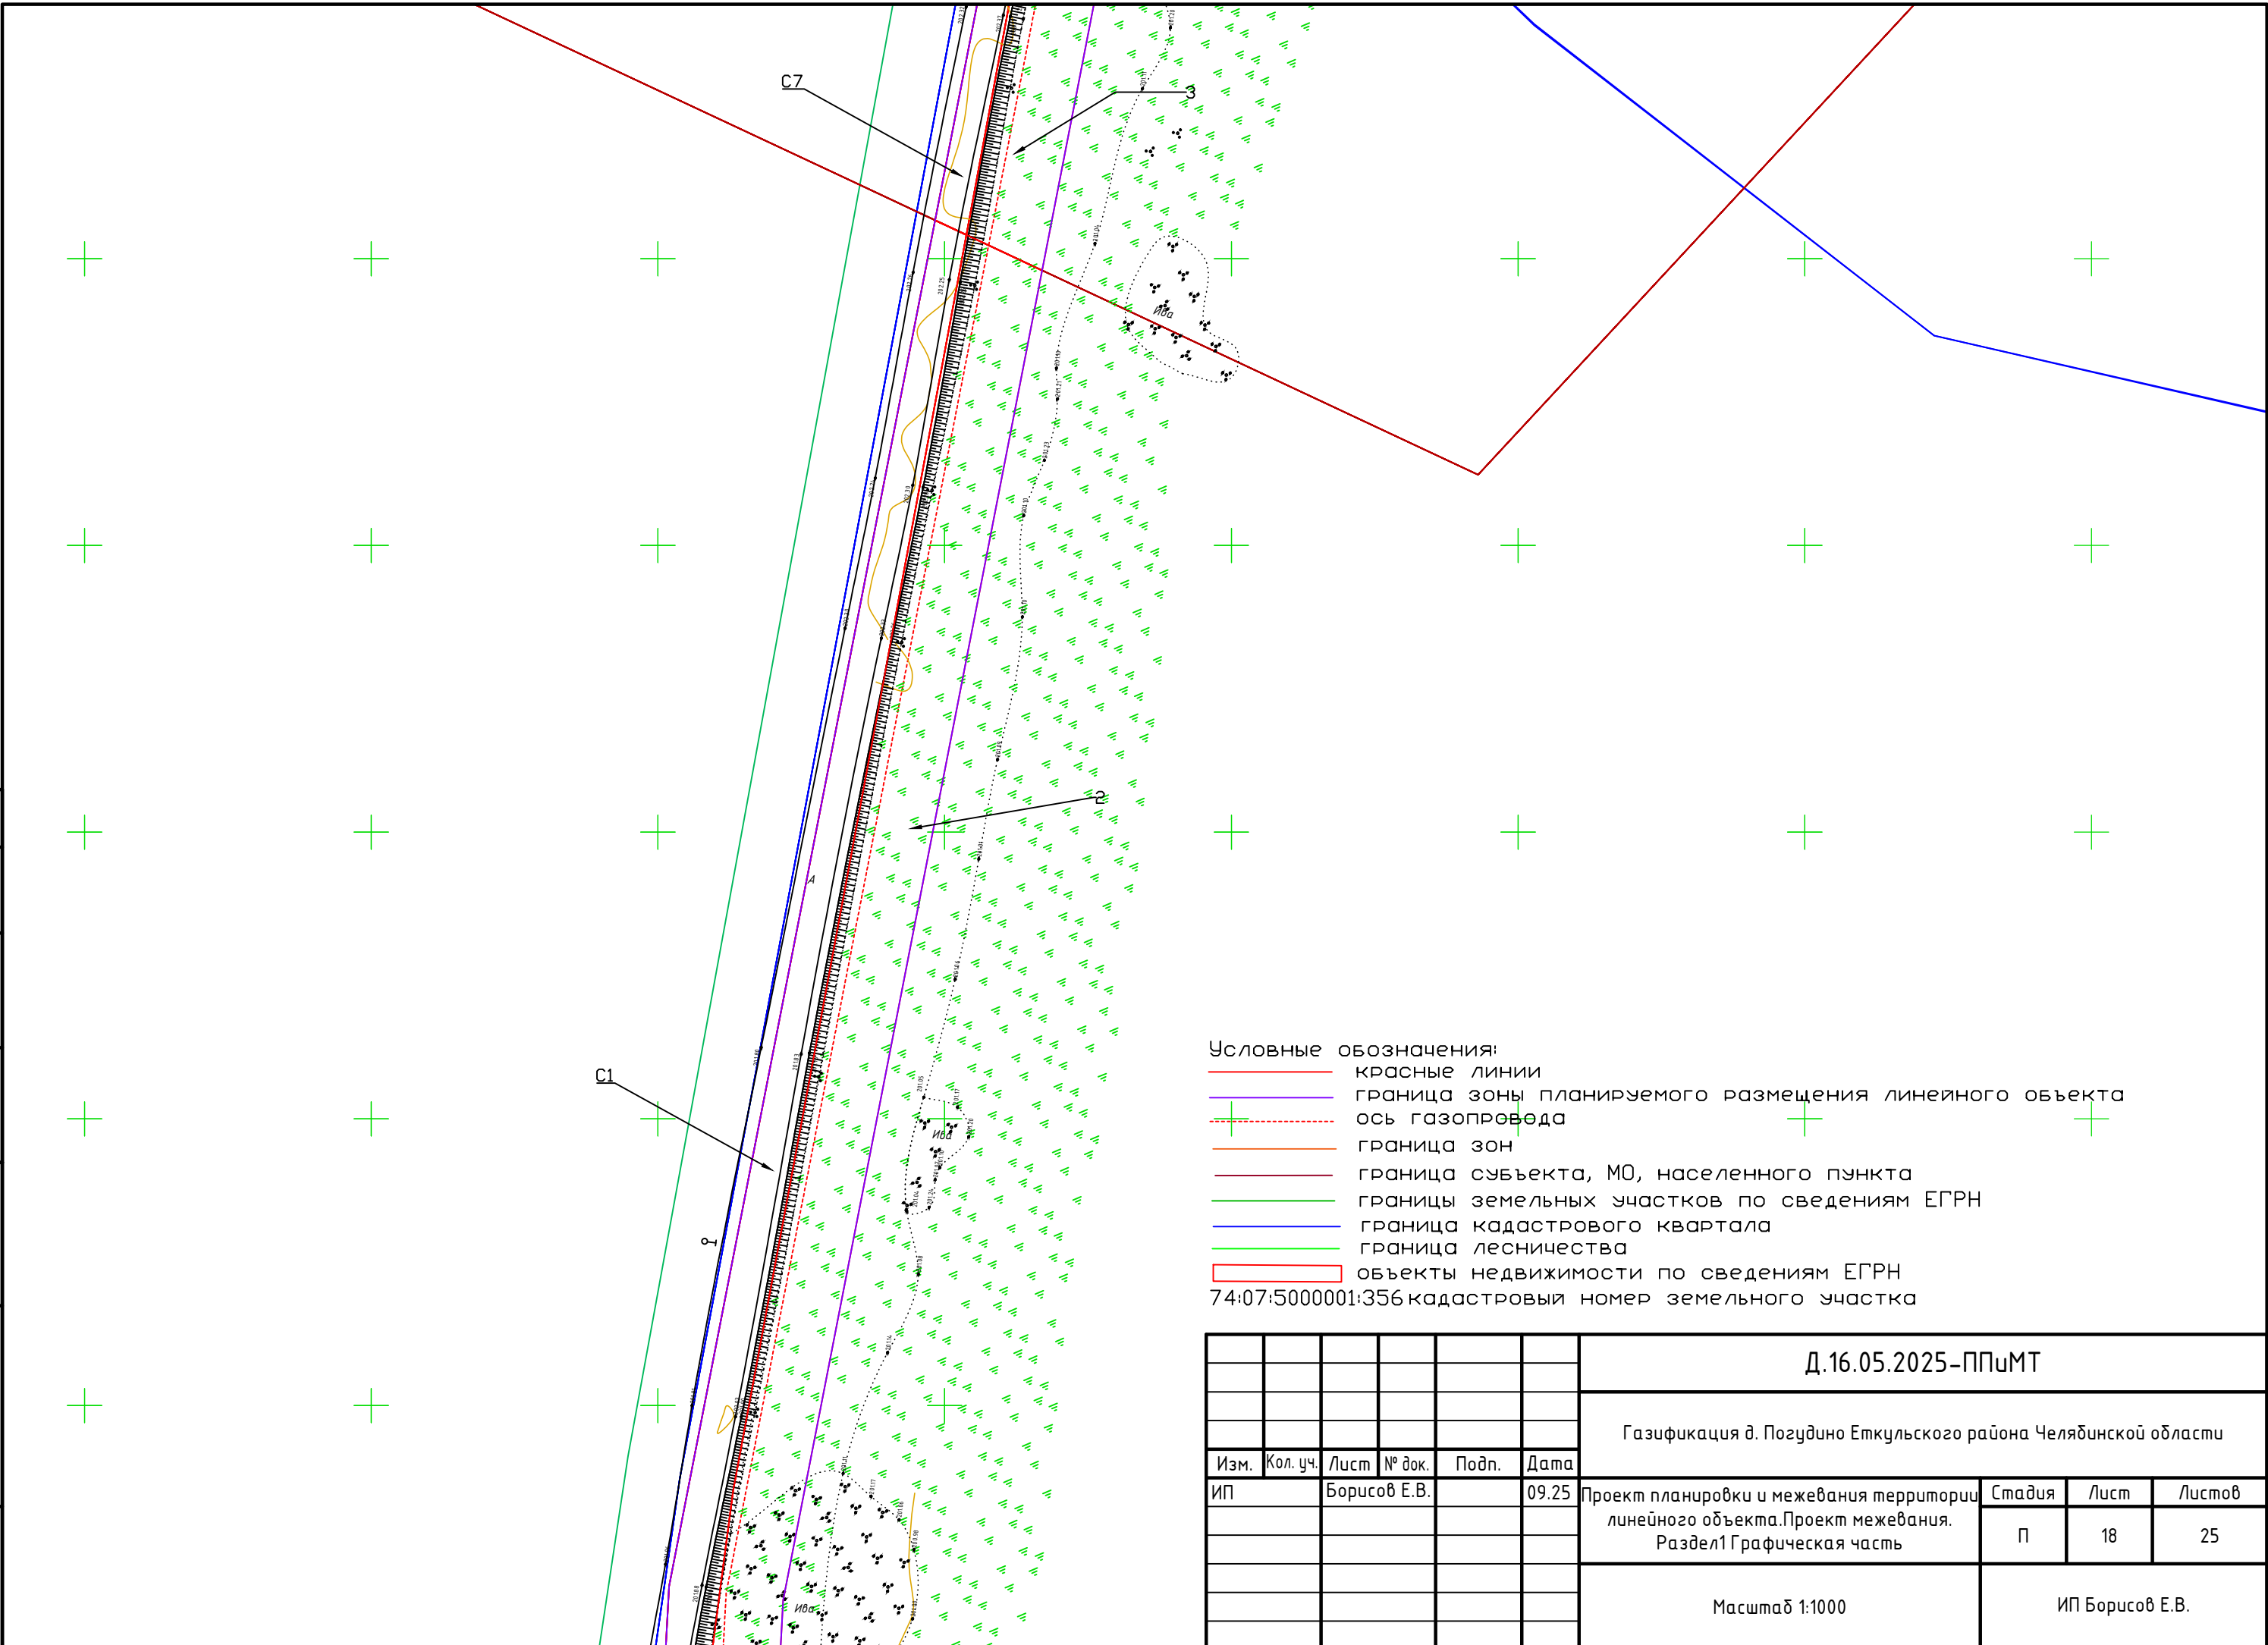 С7
3
Ива
2
А
С1
Ива
Ива
Условные обозначения:
красные линии
граница зоны планируемого размещения линейного объекта
ось газопровода
граница зон
граница субъекта, МО, населенного пункта
границы земельных участков по сведениям ЕГРН
граница кадастрового квартала
граница лесничества
объекты недвижимости по сведениям ЕГРН
74:07:5000001:356 кадастровый номер земельного участка
Д.16.05.2025-ППиМТ
Газификация д. Погудино Еткульского района Челябинской области
Изм. Кол. уч. Лист № док. Подп. Дата
ИП Борисов Е.В. 09.25
Проект планировки и межевания территории
линейного объекта.Проект межевания.
Раздел1 Графическая часть
Стадия Лист Листов
П 18 25
Масштаб 1:1000
ИП Борисов Е.В.